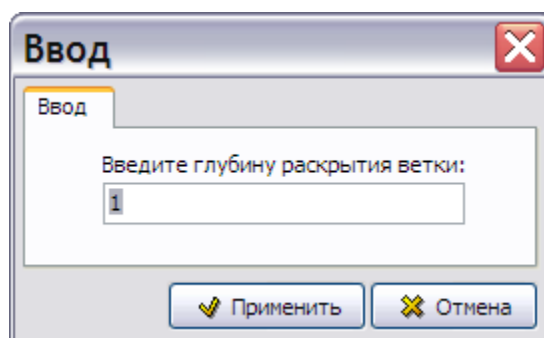 Ввод
Ввод
Введите глубину раскрытия ветки:
1
Применить Отмена